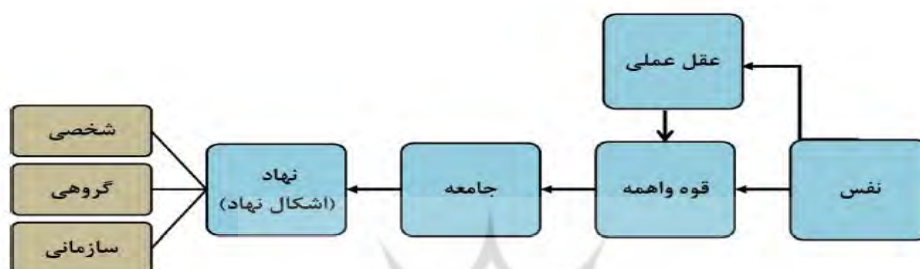 عقل عملی
نفس
قوه واهمه
جامعه
نهاد
(اشکال نهاد)
شخصی
گروهی
سازمانی